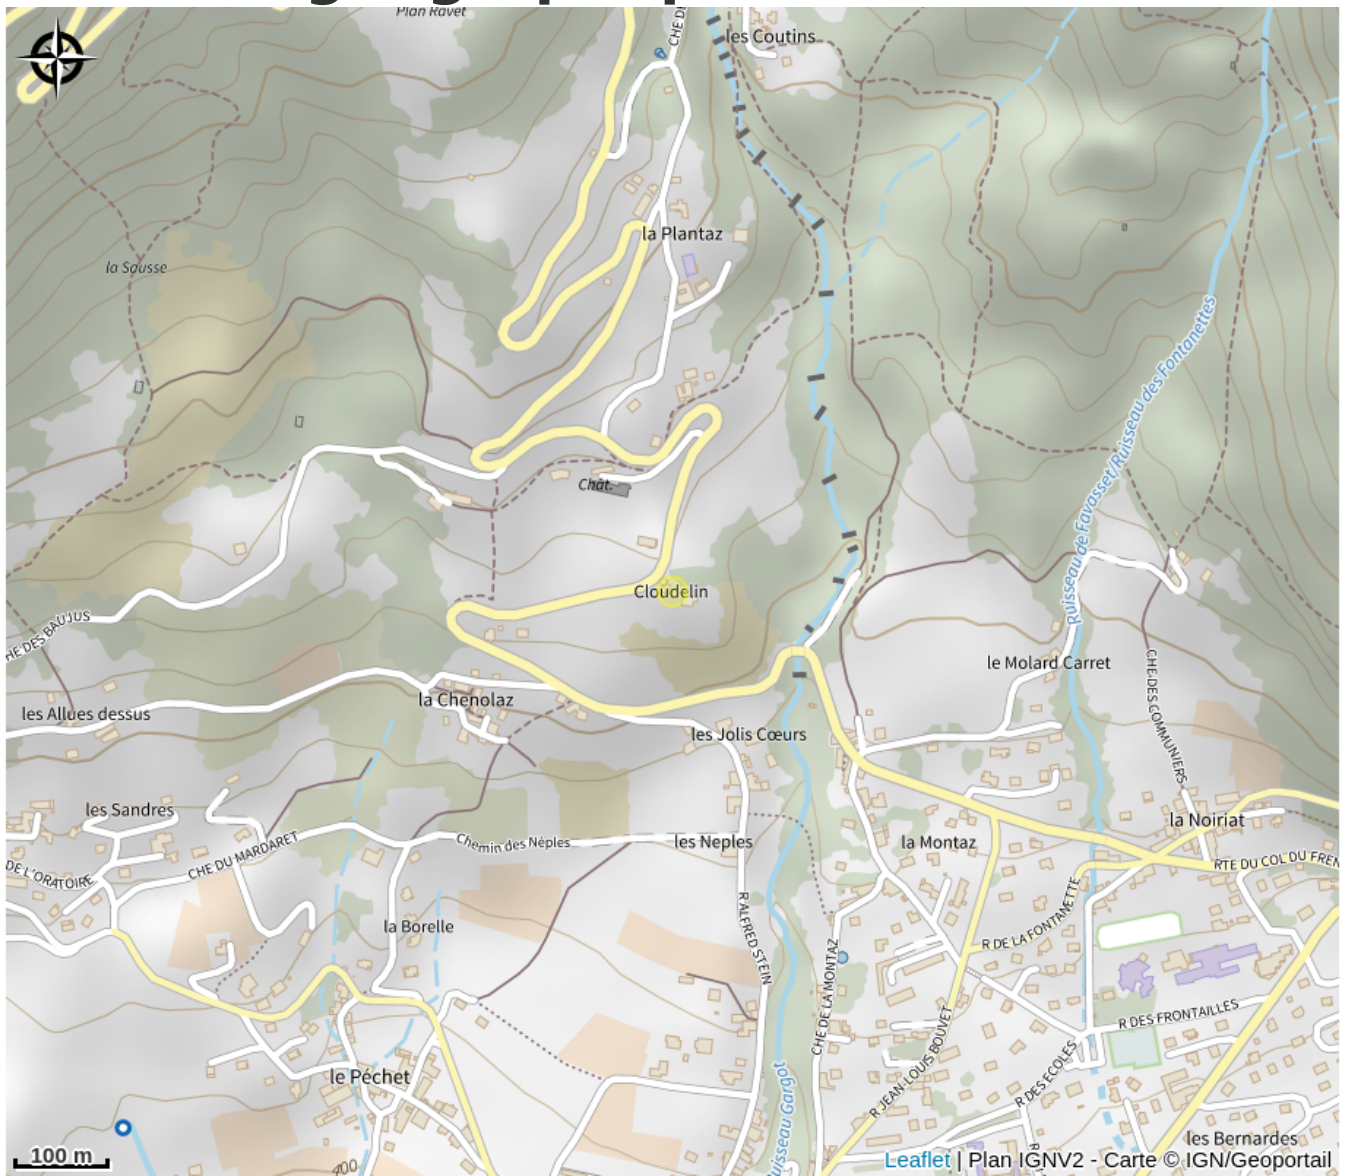 Plan Ravet
CHE D
les Coutins
la Plantaz
la Sausse
Ruisseau de Favasset/Ruisseau des Fontanettes
Chât.
Cloudelin
HE DES BAUJUS
le Molard Carret
CHE DES COMMUNIERS
la Chenolaz
les Allues dessus
les Jolis Cœurs
les Sandres
la Noiriat
CHE DU MARDARET
Chemin des Nèples
les Neples
la Montaz
DE L'ORATOIRE
RTE DU COL DU FREN
R DE LA FONTANETTE
la Borelle
R ALFRED STEIN
CHE DE LA MONTAZ
R DES FRONTAILLES
R JEAN-LOUIS BOUVET
R DES ECOLES
le Péchet
uisseau Gargot
les Bernardes
400
100 m
Leaflet | Plan IGNV2 - Carte © IGN/Geoportail